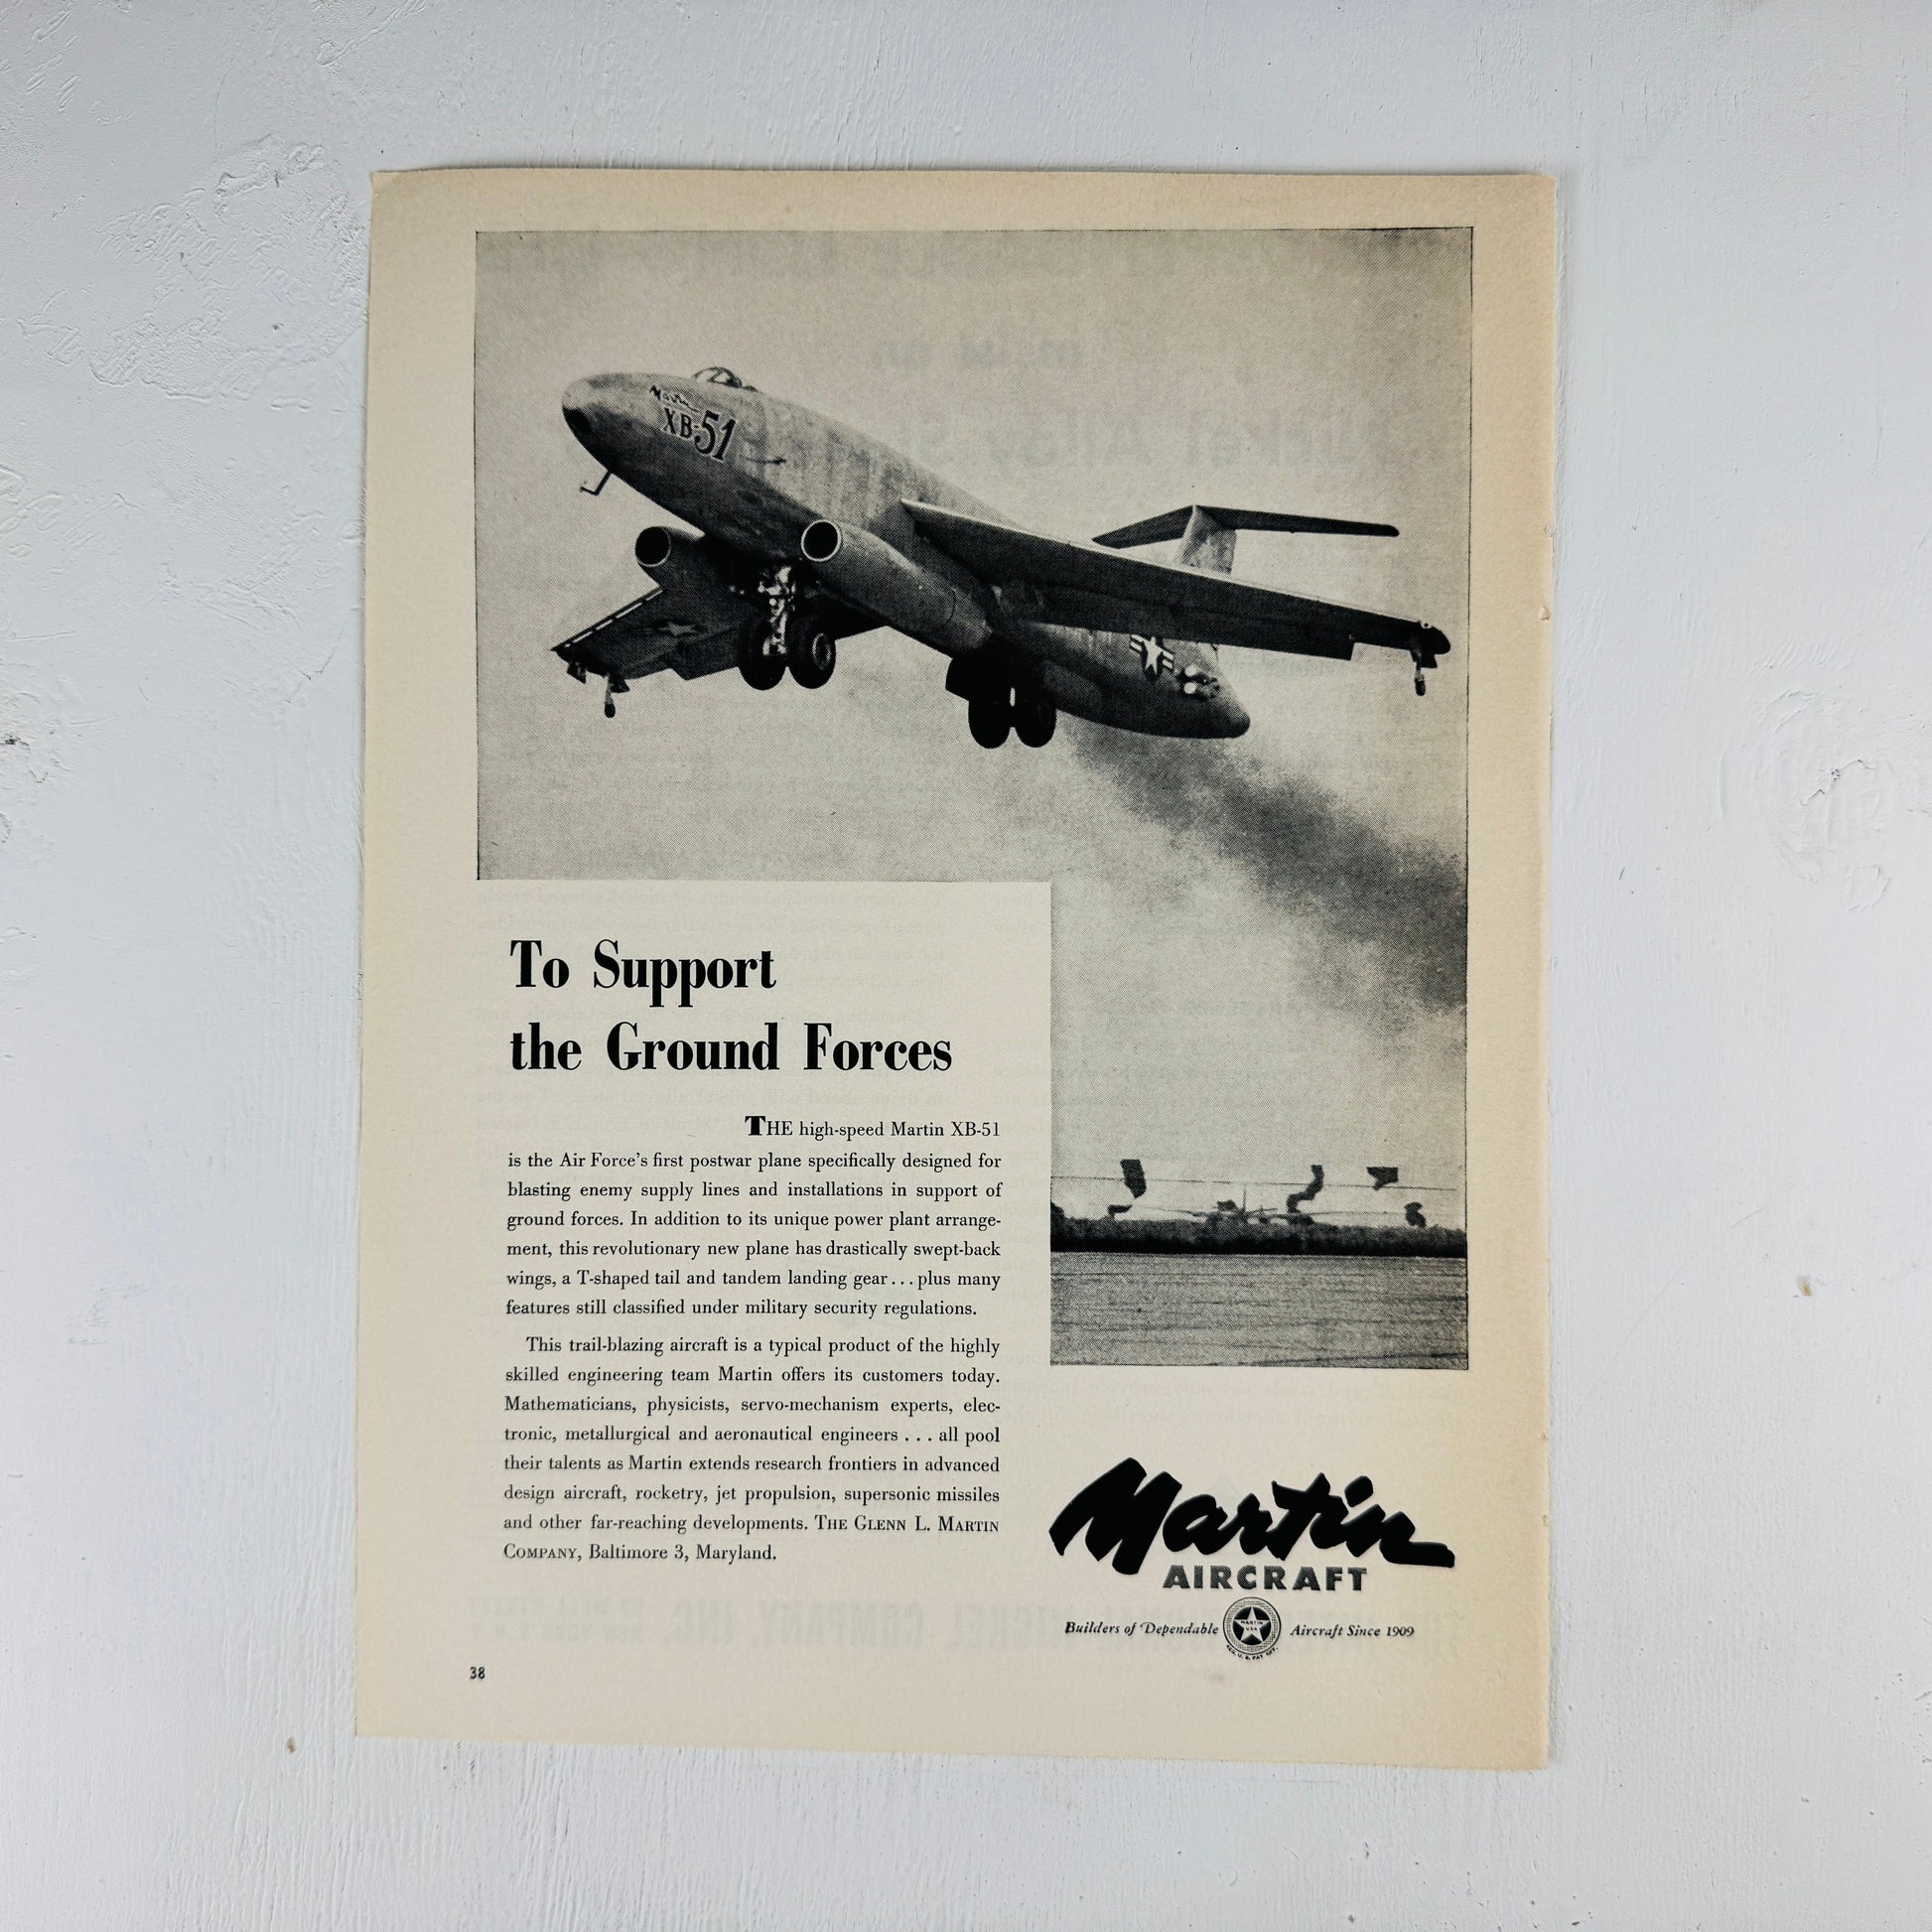 Martin
XB-51
To Support
the Ground Forces
THE high-speed Martin XB-51
is the Air Force's first postwar plane specifically designed for
blasting enemy supply lines and installations in support of
ground forces. In addition to its unique power plant arrange-
ment, this revolutionary new plane has drastically swept-back
wings, a T-shaped tail and tandem landing gear . . . plus many
features still classified under military security regulations.
This trail-blazing aircraft is a typical product of the highly
skilled engineering team Martin offers its customers today.
Mathematicians, physicists, servo-mechanism experts, elec-
tronic, metallurgical and aeronautical engineers . . . all pool
their talents as Martin extends research frontiers in advanced
design aircraft, rocketry, jet propulsion, supersonic missiles
and other far-reaching developments. THE GLENN L. MARTIN
COMPANY, Baltimore 3, Maryland.
Martin
AIRCRAFT
Builders of Dependable Aircraft Since 1909
MARTIN
USA
REG. U. S. PAT. OFF.
38